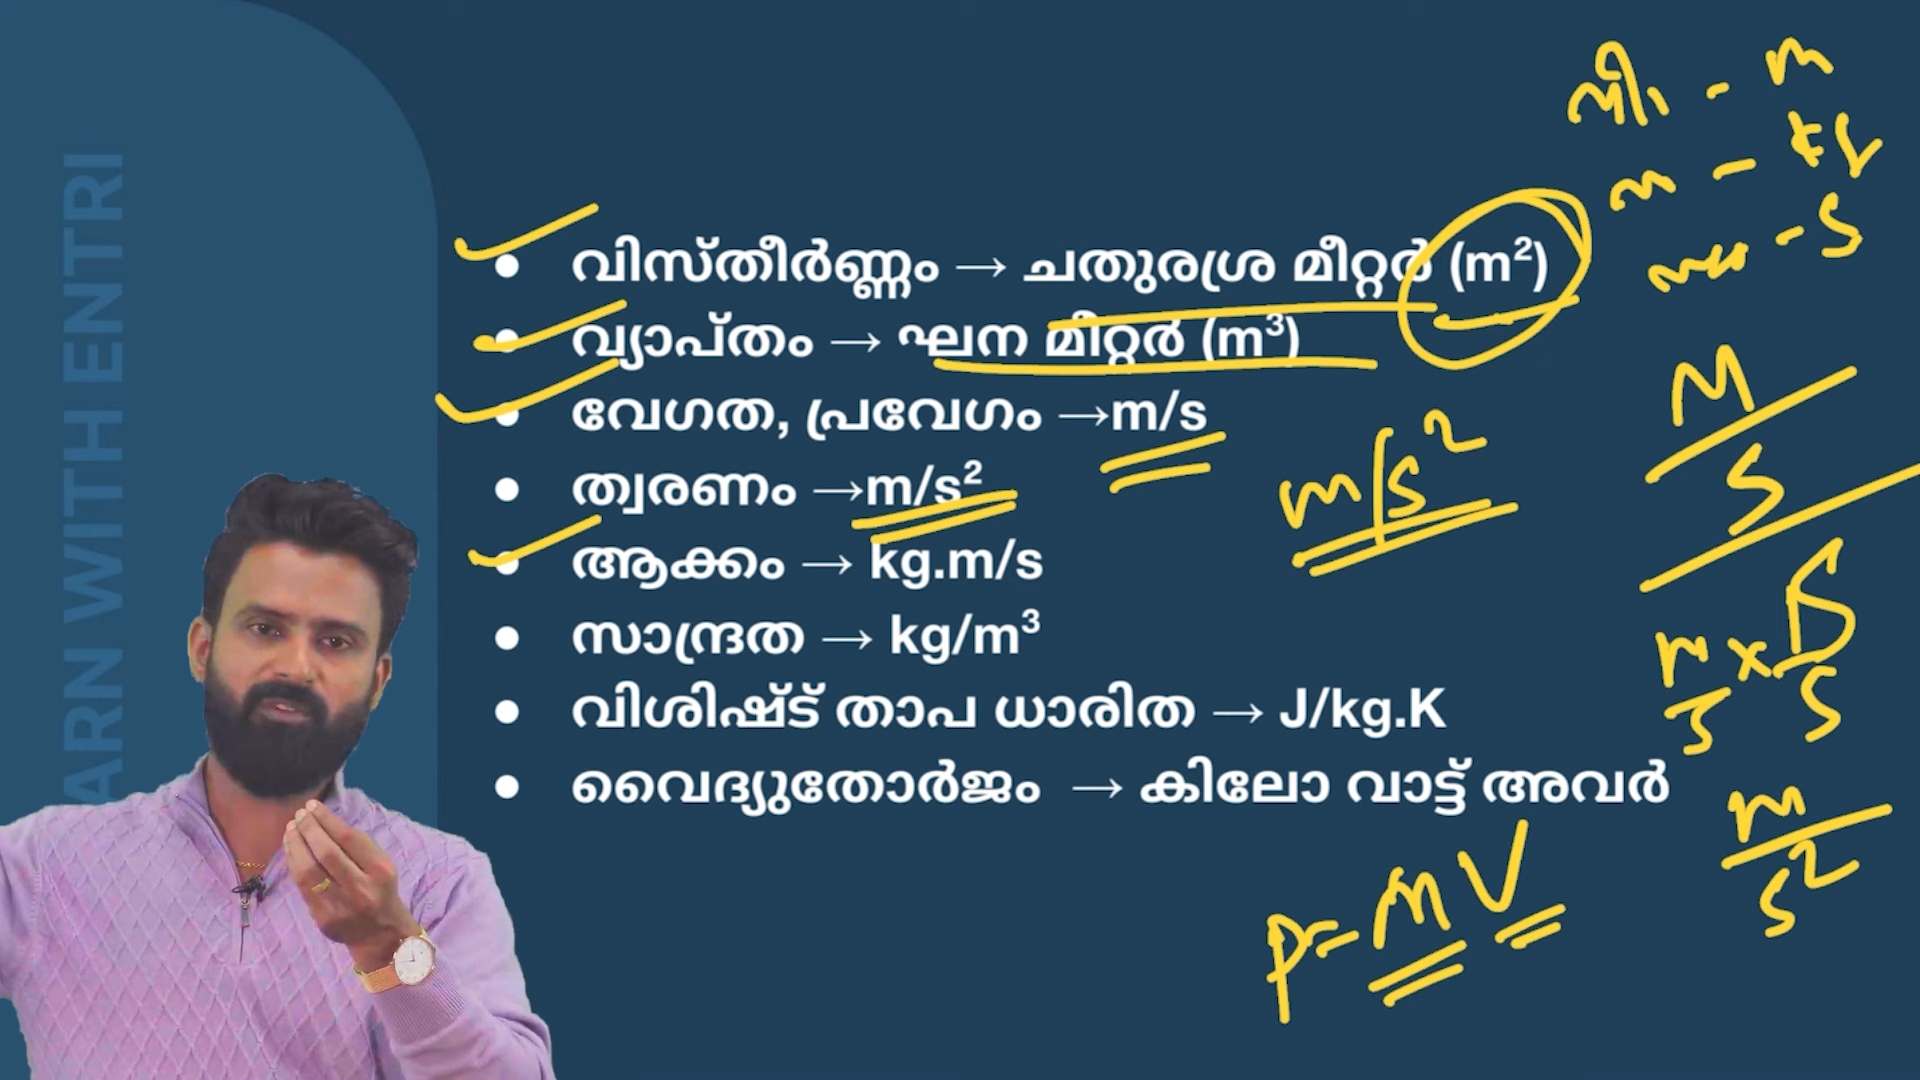 വിസ്തീർണ്ണം → ചതുരശ്ര മീറ്റർ (m²)
വ്യാപ്തം → ഘന മീറ്റർ (m³)
വേഗത, പ്രവേഗം →m/s
ത്വരണം →m/s²
ആക്കം → kg.m/s
സാന്ദ്രത → kg/m³
വിശിഷ്ട് താപ ധാരിത → J/kg.K
വൈദ്യുതോർജം → കിലോ വാട്ട് അവർ
ARN WITH ENTRI
നീ - m
m/s²
M
S
m
s²
P=MV